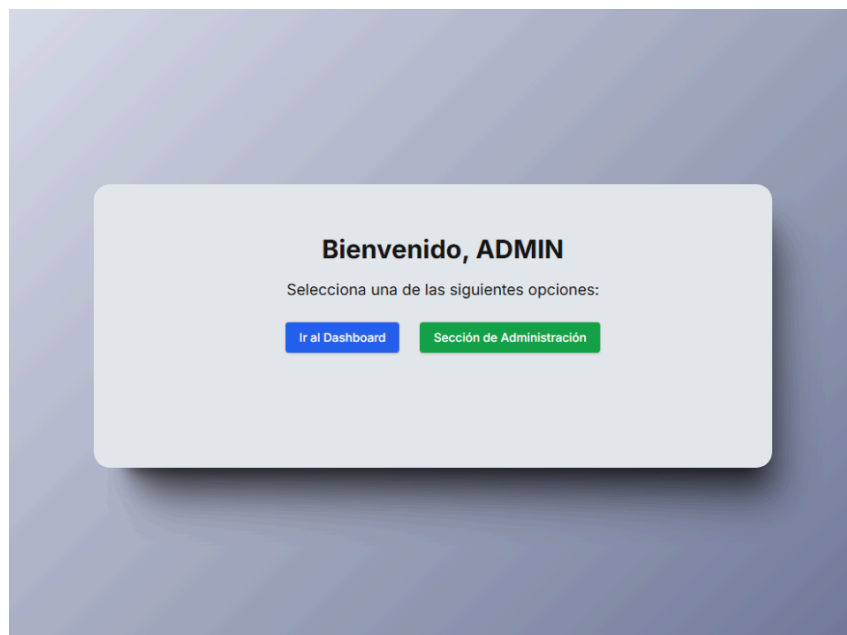 Bienvenido, ADMIN
Selecciona una de las siguientes opciones:
Ir al Dashboard Sección de Administración